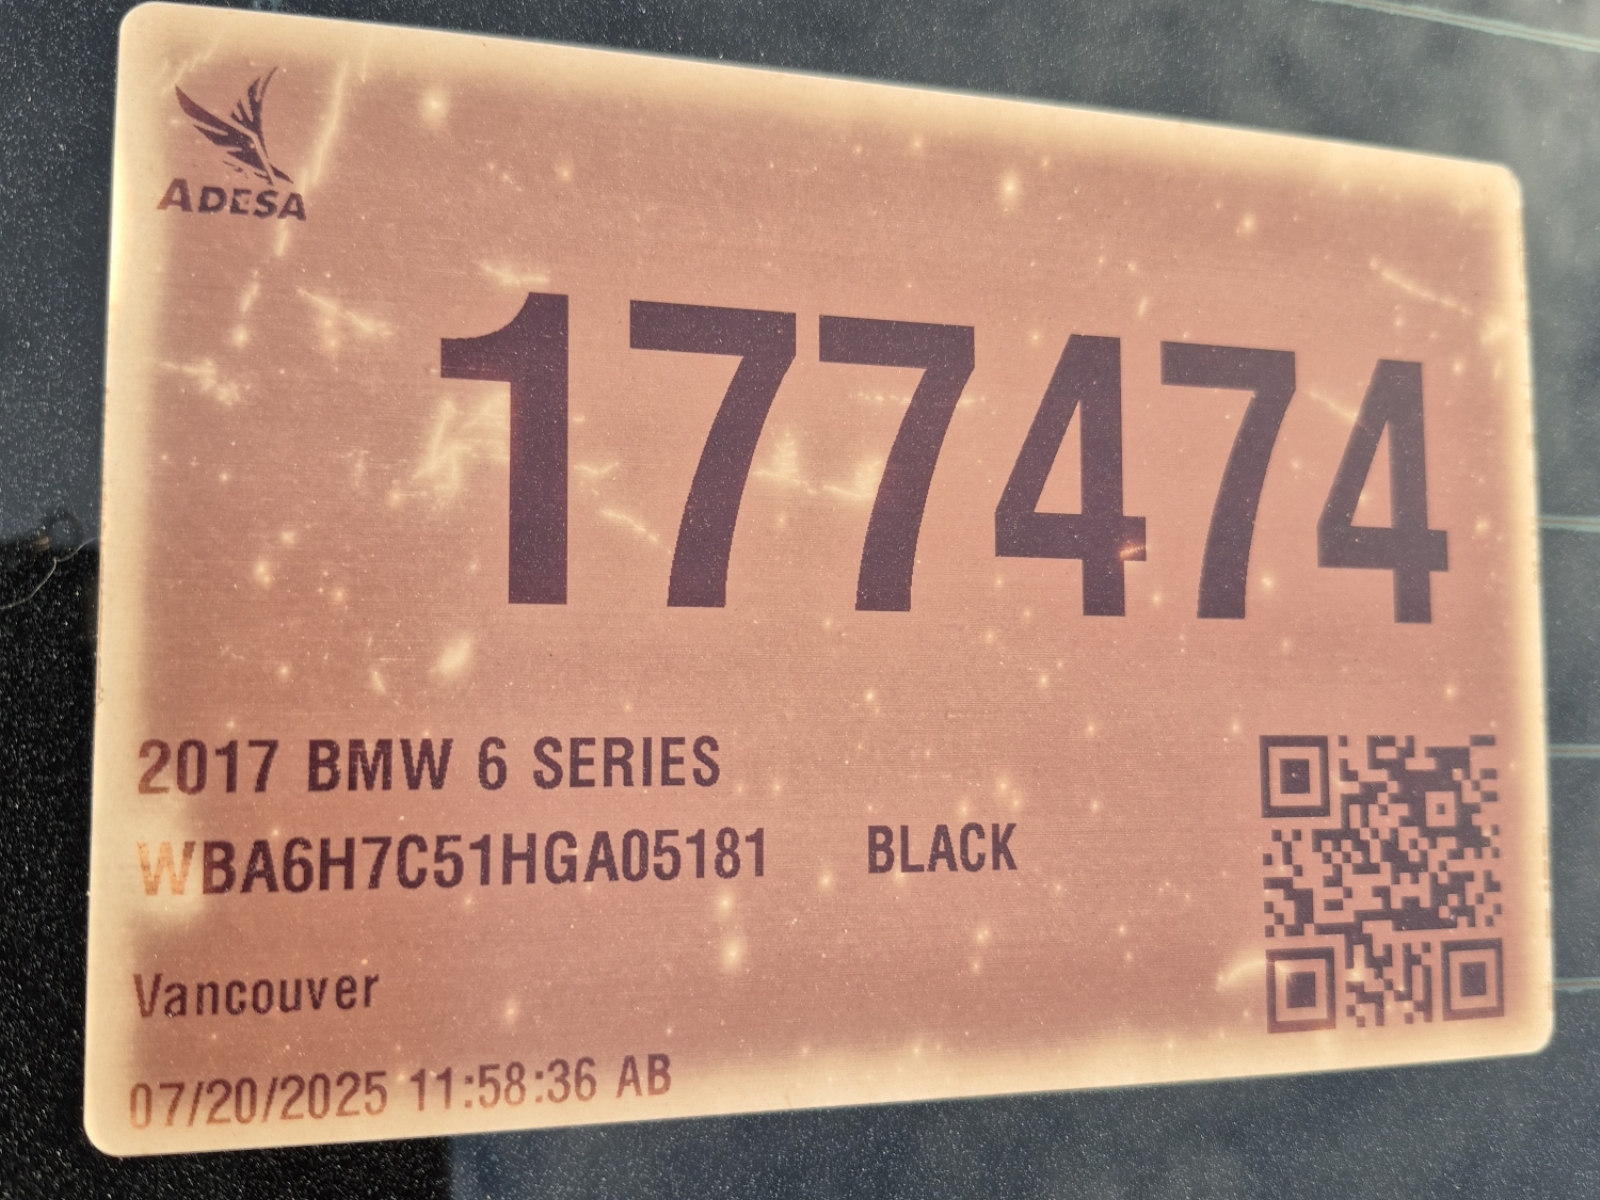 ADESA
177474
2017 BMW 6 SERIES
WBA6H7C51HGA05181 BLACK
Vancouver
07/20/2025 11:58:36 AB